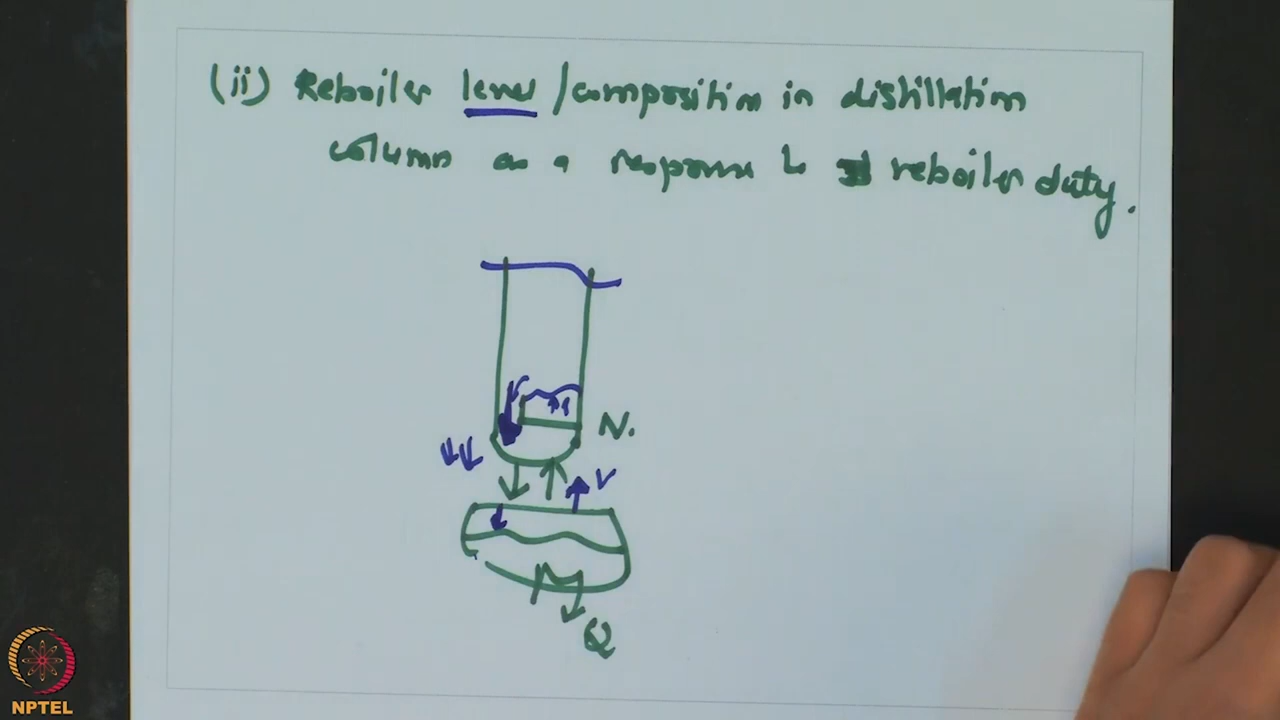 (ii) Reboiler level / composition in distillation
column as a response to reboiler duty.
N.
V
Q
NPTEL